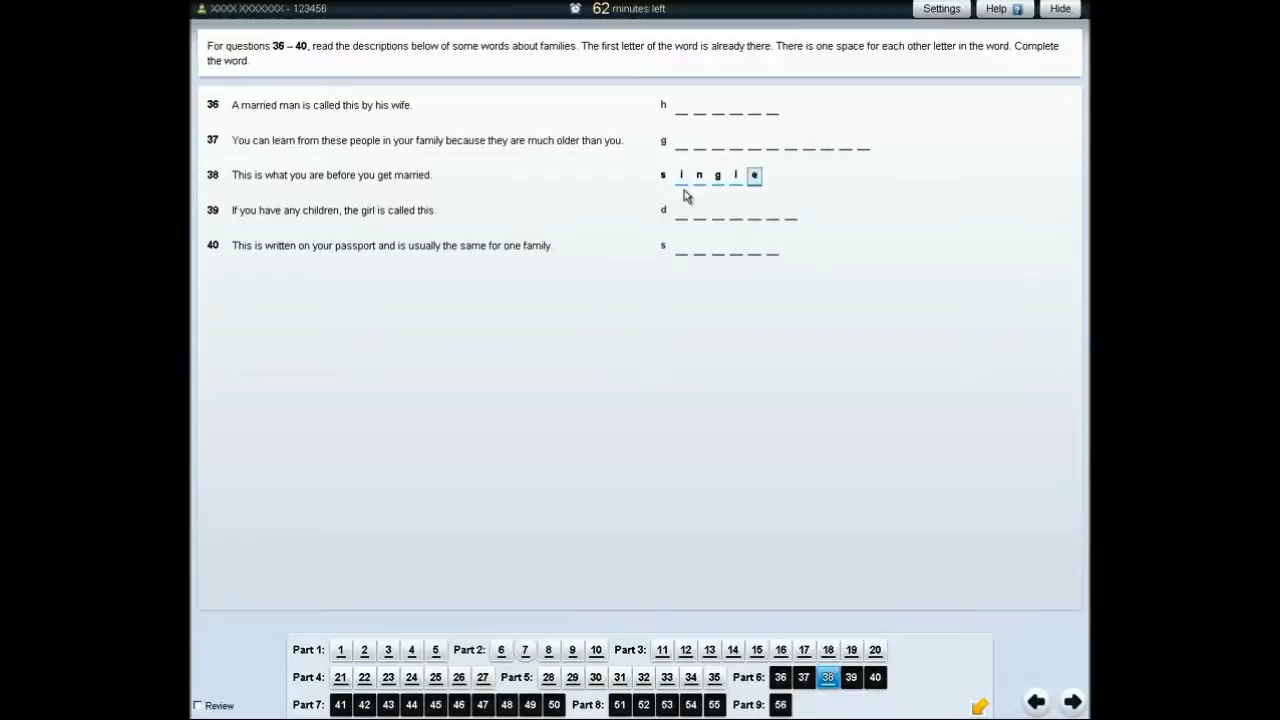 XXXX XXXXXXX - 123456 62 minutes left Settings Help ? Hide
For questions 36 – 40, read the descriptions below of some words about families. The first letter of the word is already there. There is one space for each other letter in the word. Complete
the word.
36 A married man is called this by his wife. h _ _ _ _ _ _
37 You can learn from these people in your family because they are much older than you. g _ _ _ _ _ _ _ _ _ _ _
38 This is what you are before you get married. s i n g l e
39 If you have any children, the girl is called this. d _ _ _ _ _ _ _
40 This is written on your passport and is usually the same for one family. s _ _ _ _ _ _
Part 1: 1 2 3 4 5 Part 2: 6 7 8 9 10 Part 3: 11 12 13 14 15 16 17 18 19 20
Part 4: 21 22 23 24 25 26 27 Part 5: 28 29 30 31 32 33 34 35 Part 6: 36 37 38 39 40
Review Part 7: 41 42 43 44 45 46 47 48 49 50 Part 8: 51 52 53 54 55 Part 9: 56